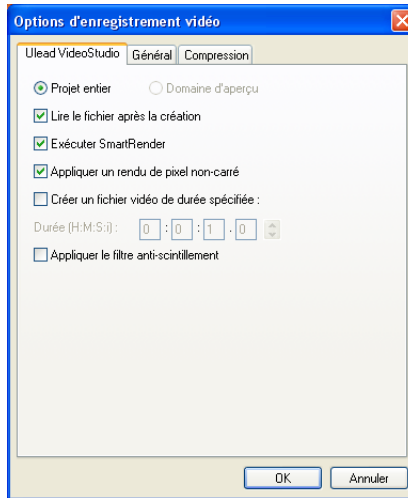 Options d'enregistrement vidéo
Ulead VideoStudio Général Compression
Projet entier Domaine d'aperçu
Lire le fichier après la création
Exécuter SmartRender
Appliquer un rendu de pixel non-carré
Créer un fichier vidéo de durée spécifiée :
Durée (H:M:S:i) : 0 : 0 : 1 . 0
Appliquer le filtre anti-scintillement
OK Annuler